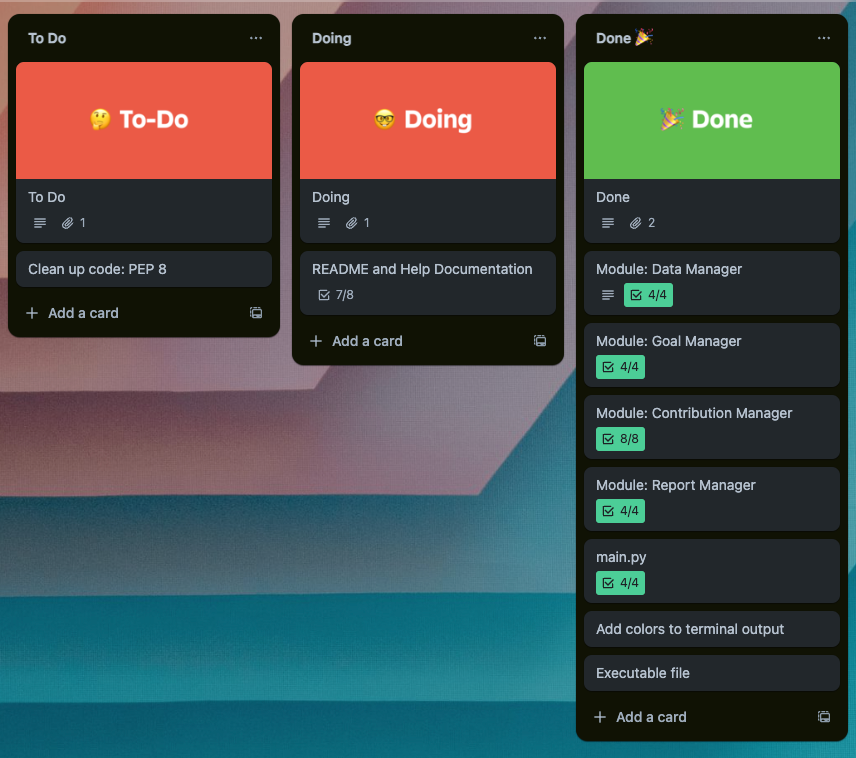 To Do
🤔 To-Do
To Do
1
Clean up code: PEP 8
+ Add a card
Doing
🤓 Doing
Doing
1
README and Help Documentation
7/8
+ Add a card
Done 🎉
🎉 Done
Done
2
Module: Data Manager
4/4
Module: Goal Manager
4/4
Module: Contribution Manager
8/8
Module: Report Manager
4/4
main.py
4/4
Add colors to terminal output
Executable file
+ Add a card